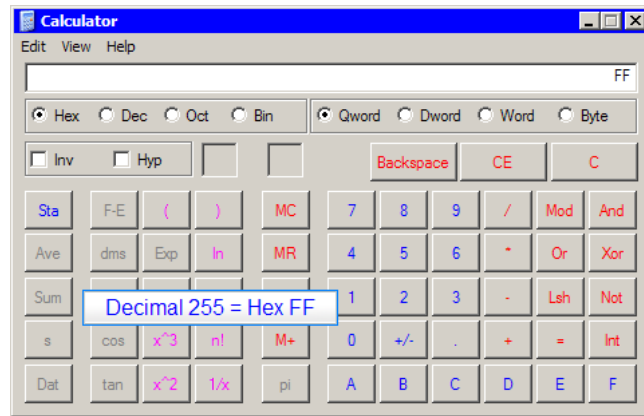 Calculator
Edit View Help
FF
Hex Dec Oct Bin Qword Dword Word Byte
Inv Hyp Backspace CE C
Sta F-E ( ) MC 7 8 9 / Mod And
Ave dms Exp ln MR 4 5 6 * Or Xor
Sum 1 2 3 - Lsh Not
Decimal 255 = Hex FF
s cos x^3 n! M+ 0 +/- . + = Int
Dat tan x^2 1/x pi A B C D E F